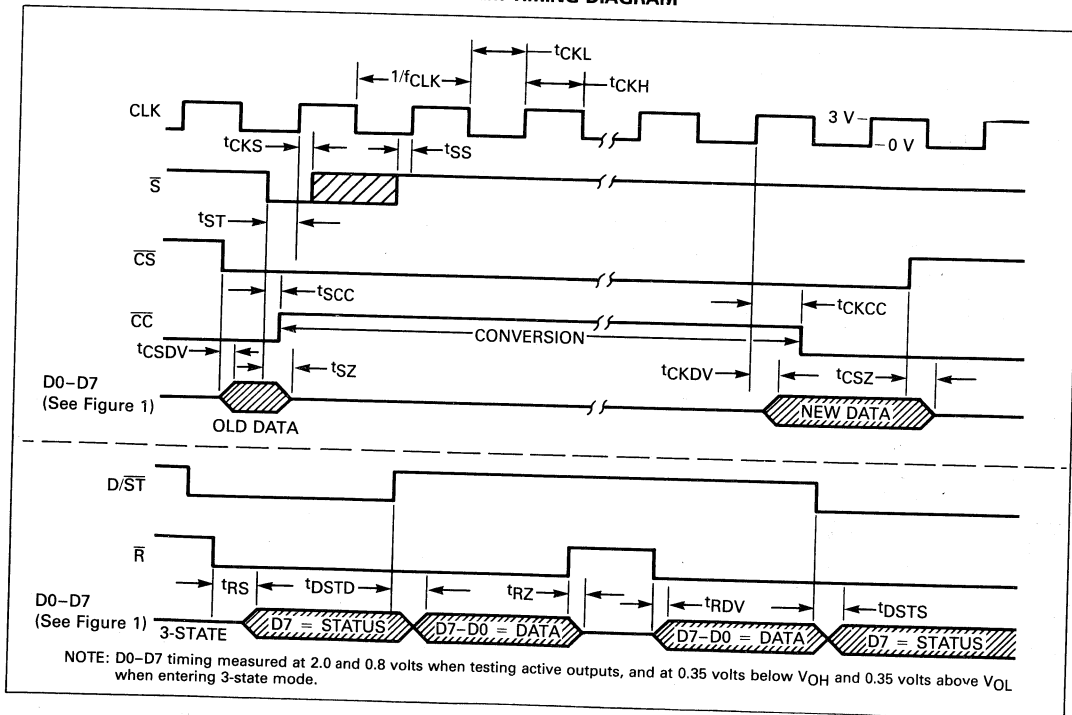 TIMING DIAGRAM
tCKL
1/fCLK
tCKH
CLK
3 V
0 V
tCKS
tSS
S̅
tST
C̅S̅
tSCC
tCKCC
C̅C̅
CONVERSION
tCSDV
tSZ
tCKDV
tCSZ
D0–D7
(See Figure 1)
OLD DATA
NEW DATA
D/S̅T̅
R̅
tRS
tDSTD
tRZ
tRDV
tDSTS
D0–D7
(See Figure 1)
3-STATE
D7 = STATUS
D7–D0 = DATA
D7–D0 = DATA
D7 = STATUS
NOTE: D0–D7 timing measured at 2.0 and 0.8 volts when testing active outputs, and at 0.35 volts below VOH and 0.35 volts above VOL
when entering 3-state mode.